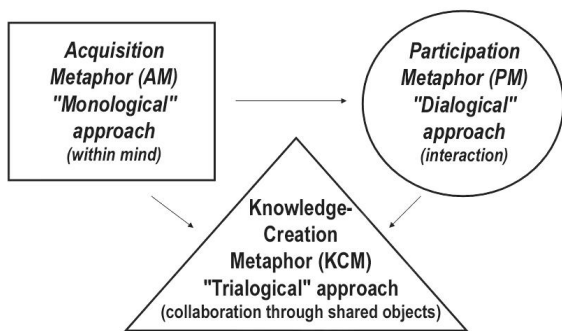 Acquisition
Metaphor (AM)
"Monological"
approach
(within mind)
Participation
Metaphor (PM)
"Dialogical"
approach
(interaction)
Knowledge-
Creation
Metaphor (KCM)
"Trialogical" approach
(collaboration through shared objects)